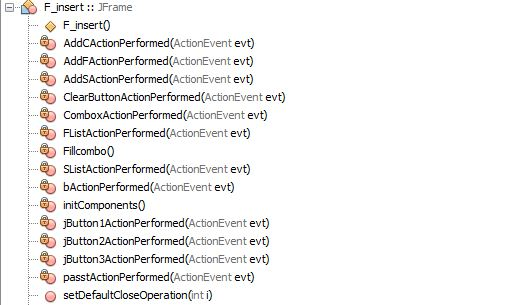 F_insert :: JFrame
F_insert()
AddCActionPerformed(ActionEvent evt)
AddFActionPerformed(ActionEvent evt)
AddSActionPerformed(ActionEvent evt)
ClearButtonActionPerformed(ActionEvent evt)
ComboxActionPerformed(ActionEvent evt)
FListActionPerformed(ActionEvent evt)
Fillcombo()
SListActionPerformed(ActionEvent evt)
bActionPerformed(ActionEvent evt)
initComponents()
jButton1ActionPerformed(ActionEvent evt)
jButton2ActionPerformed(ActionEvent evt)
jButton3ActionPerformed(ActionEvent evt)
passtActionPerformed(ActionEvent evt)
setDefaultCloseOperation(int i)